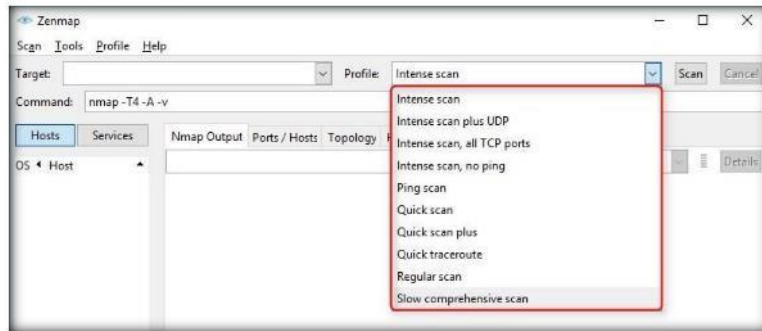 Zenmap
Scan Tools Profile Help
Target: Profile: Intense scan Scan Cancel
Command: nmap -T4 -A -v
Intense scan
Intense scan plus UDP
Intense scan, all TCP ports
Intense scan, no ping
Ping scan
Quick scan
Quick scan plus
Quick traceroute
Regular scan
Slow comprehensive scan
Hosts Services Nmap Output Ports / Hosts Topology
OS Host Details